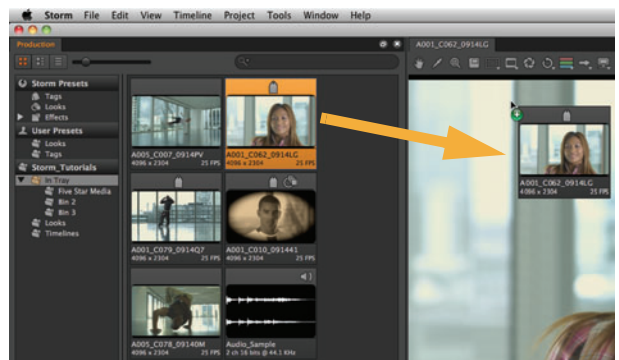 Storm File Edit View Timeline Project Tools Window Help
Production
A001_C062_0914LG
Storm Presets
Tags
Looks
Effects
User Presets
Looks
Tags
Storm_Tutorials
In Tray
Five Star Media
Bin 2
Bin 3
Looks
Timelines
A005_C007_0914PV
4096 x 2304 25 FPS
A001_C062_0914LG
4096 x 2304 25 FPS
A001_C079_0914Q7
4096 x 2304 25 FPS
A001_C010_091441
4096 x 2304 25 FPS
A005_C078_09140M
4096 x 2304 25 FPS
Audio_Sample
2 ch 16 bits @ 44.1 KHz
A001_C062_0914LG
4096 x 2304 25 FPS